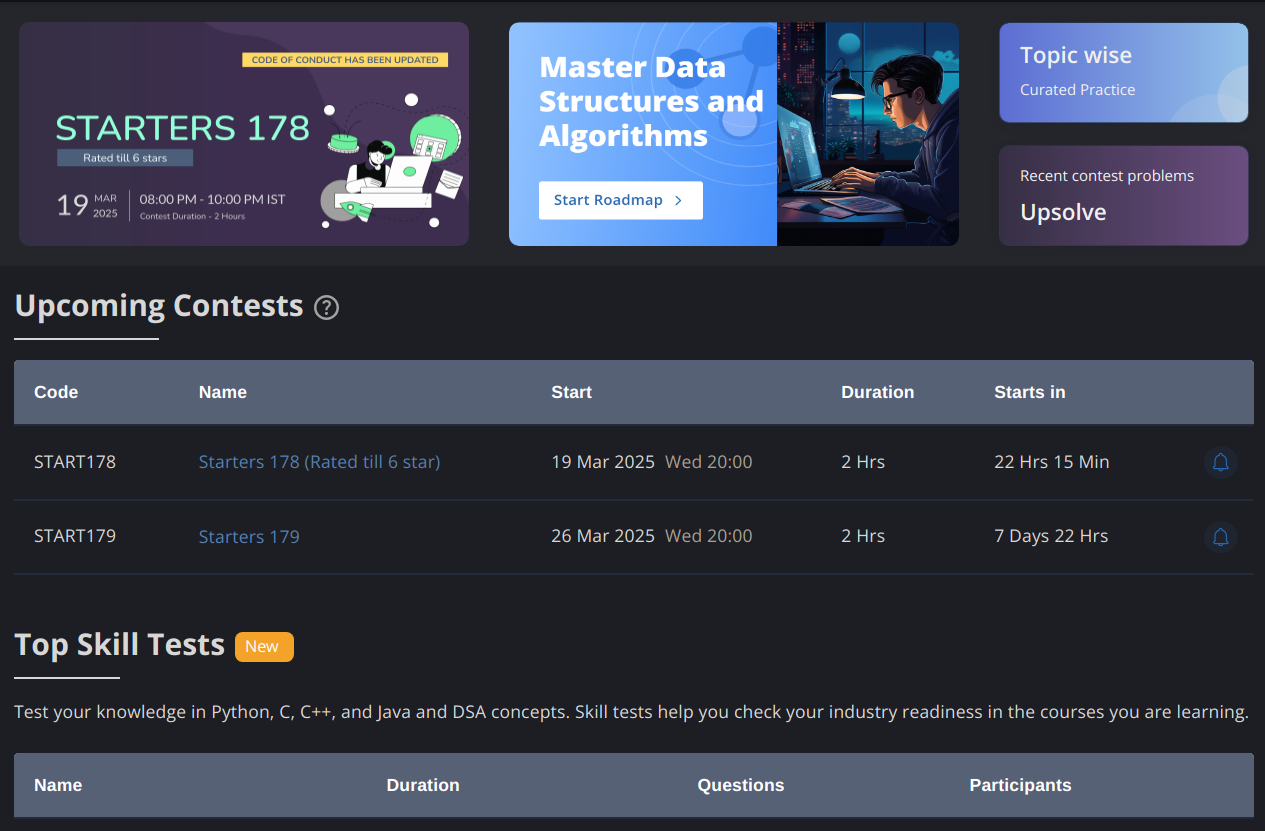 CODE OF CONDUCT HAS BEEN UPDATED
STARTERS 178
Rated till 6 stars
19 MAR 2025
08:00 PM - 10:00 PM IST
Contest Duration - 2 Hours
Master Data
Structures and
Algorithms
Start Roadmap
Topic wise
Curated Practice
Recent contest problems
Upsolve
Upcoming Contests ?
Code Name Start Duration Starts in
START178 Starters 178 (Rated till 6 star) 19 Mar 2025 Wed 20:00 2 Hrs 22 Hrs 15 Min
START179 Starters 179 26 Mar 2025 Wed 20:00 2 Hrs 7 Days 22 Hrs
Top Skill Tests New
Test your knowledge in Python, C, C++, and Java and DSA concepts. Skill tests help you check your industry readiness in the courses you are learning.
Name Duration Questions Participants